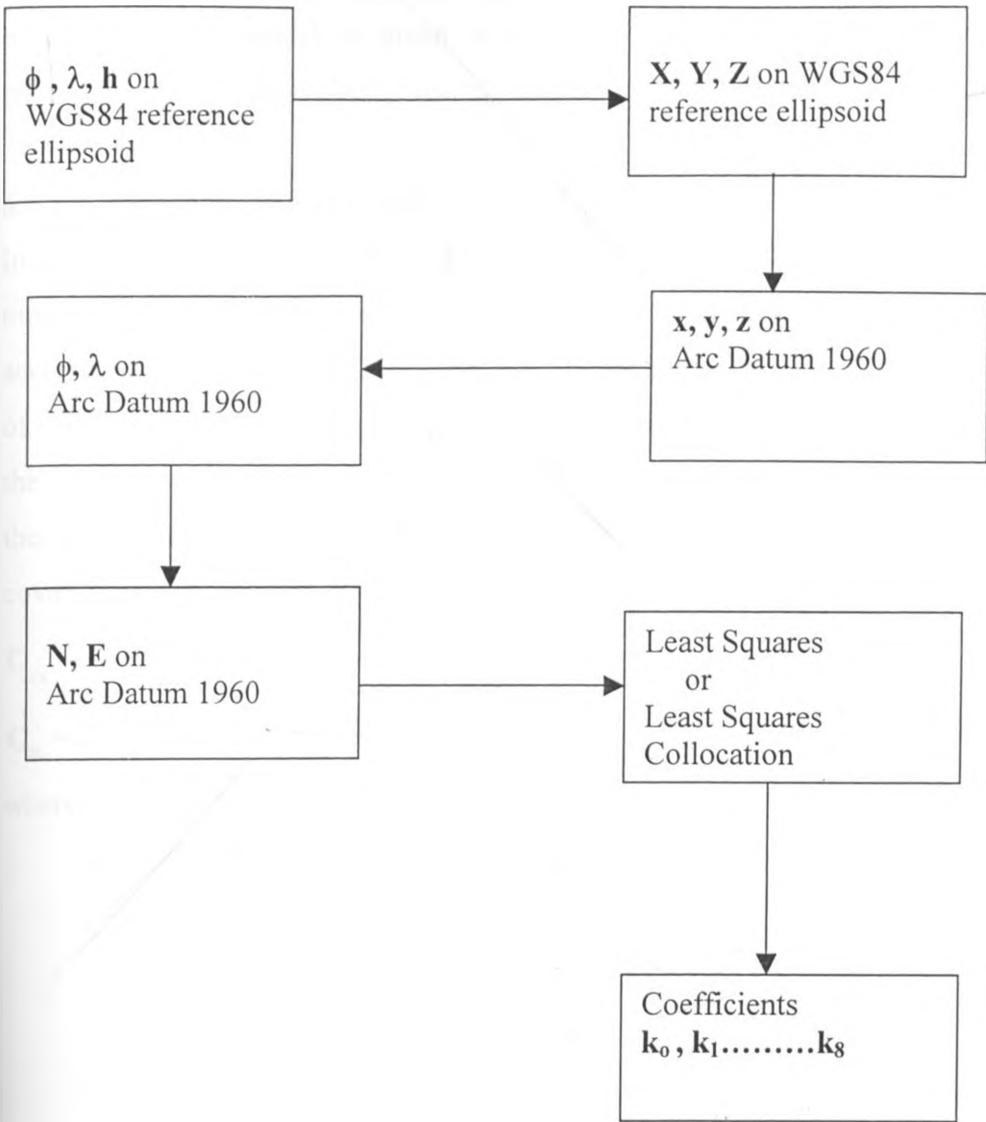 ϕ , λ, h on
WGS84 reference
ellipsoid
X, Y, Z on WGS84
reference ellipsoid
x, y, z on
Arc Datum 1960
ϕ, λ on
Arc Datum 1960
N, E on
Arc Datum 1960
Least Squares
or
Least Squares
Collocation
Coefficients
k₀ , k₁.........k₈